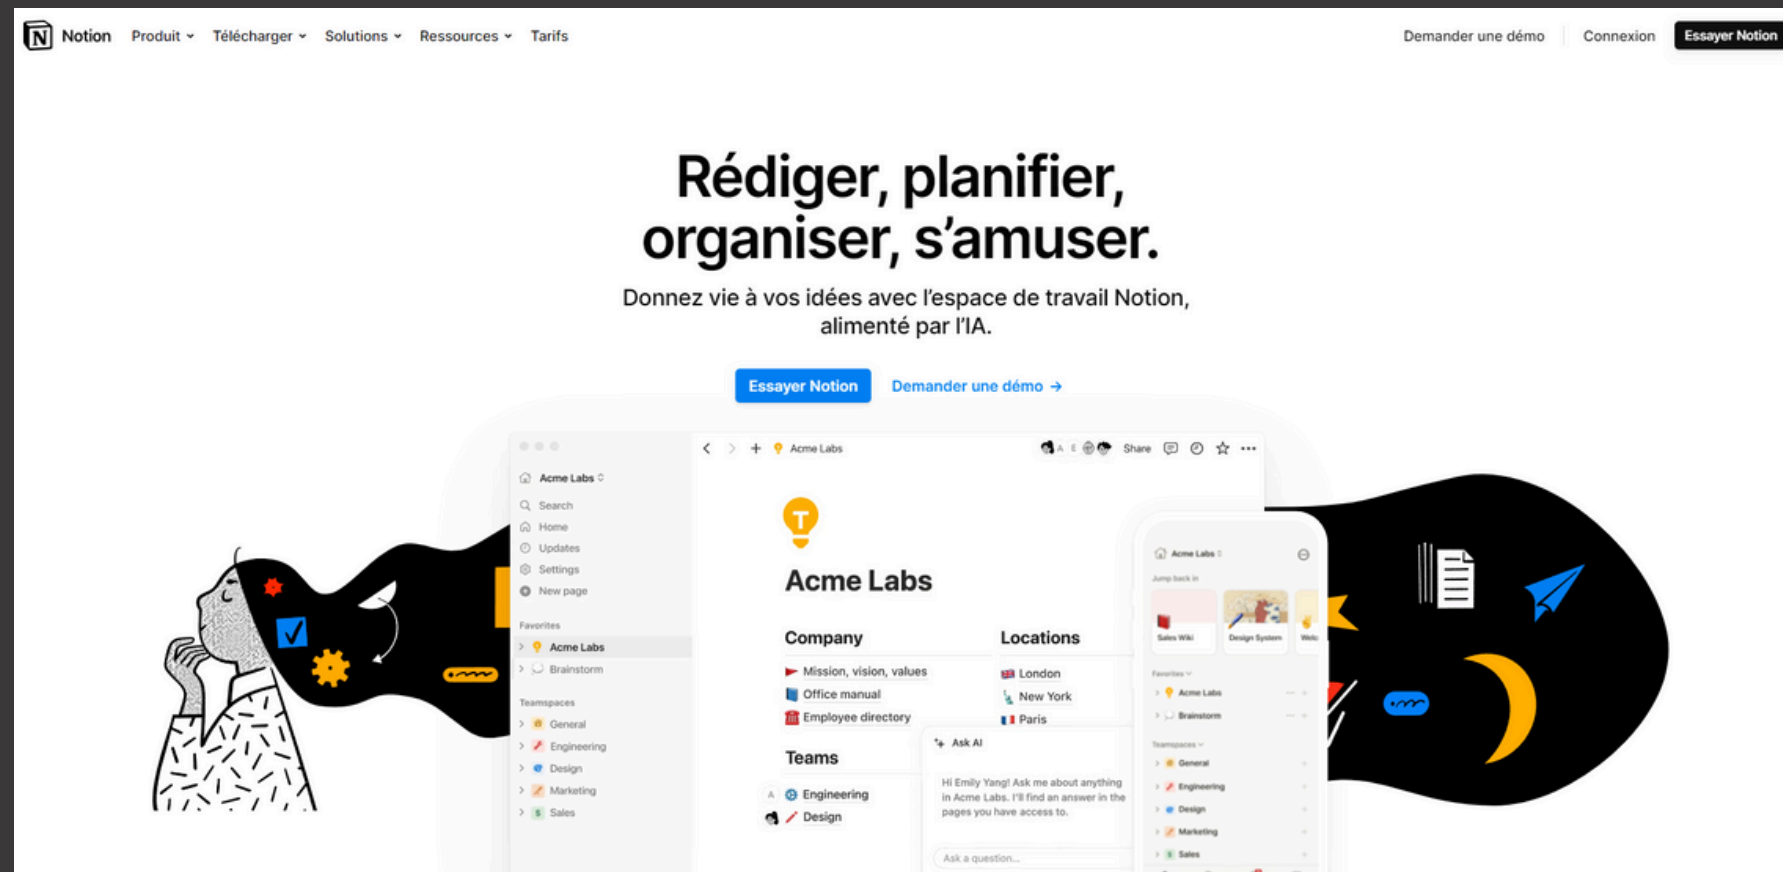 Notion Produit Télécharger Solutions Ressources Tarifs
Demander une démo Connexion Essayer Notion
Rédiger, planifier,
organiser, s’amuser.
Donnez vie à vos idées avec l’espace de travail Notion,
alimenté par l’IA.
Essayer Notion Demander une démo →
Acme Labs
Search
Home
Updates
Settings
New page
Favorites
Acme Labs
Brainstorm
Teamspaces
General
Engineering
Design
Marketing
Sales
Acme Labs
A E Share
Acme Labs
Company
Mission, vision, values
Office manual
Employee directory
Teams
A Engineering
Design
Locations
London
New York
Paris
Ask AI
Hi Emily Yang! Ask me about anything
in Acme Labs. I'll find an answer in the
pages you have access to.
Ask a question...
Acme Labs
Jump back in
Sales Wiki Design System Welc
Favorites
Acme Labs
Brainstorm
Teamspaces
General
Engineering
Design
Marketing
Sales